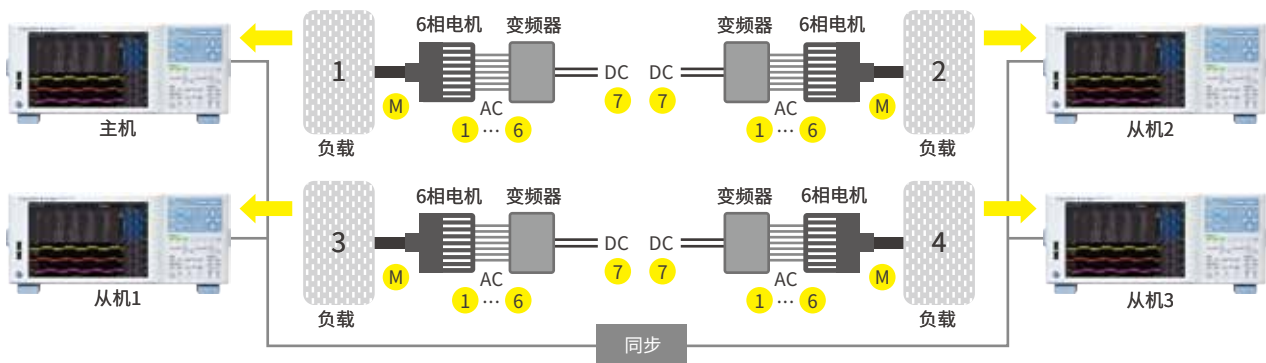 6相电机 变频器 变频器 6相电机
1 DC DC 2
M 7 7 M
AC AC
1 … 6 1 … 6
主机 负载 负载 从机2
6相电机 变频器 变频器 6相电机
3 DC DC 4
M 7 7 M
AC AC
1 … 6 1 … 6
从机1 负载 负载 从机3
同步